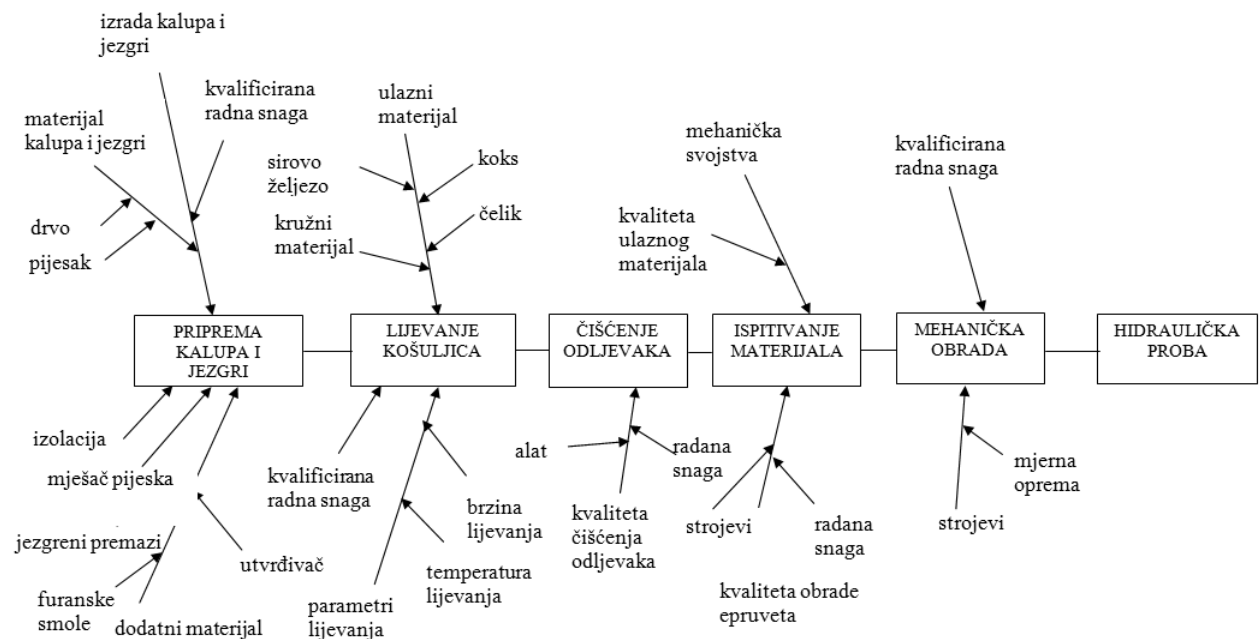 izrada kalupa i
jezgri
kvalificirana
radna snaga
materijal
kalupa i jezgri
drvo
pijesak
ulazni
materijal
sirovo
željezo
koks
kružni
materijal
čelik
mehanička
svojstva
kvaliteta
ulaznog
materijala
kvalificirana
radna snaga
PRIPREMA
KALUPA I
JEZGRI
LIJEVANJE
KOŠULJICA
ČIŠĆENJE
ODLJEVAKA
ISPITIVANJE
MATERIJALA
MEHANIČKA
OBRADA
HIDRAULIČKA
PROBA
izolacija
mješač pijeska
jezgreni premazi
utvrđivač
furanske
smole
dodatni materijal
kvalificirana
radna snaga
brzina
lijevanja
temperatura
lijevanja
parametri
lijevanja
alat
radana
snaga
kvaliteta
čišćenja
odljevaka
strojevi
radana
snaga
kvaliteta obrade
epruveta
mjerna
oprema
strojevi